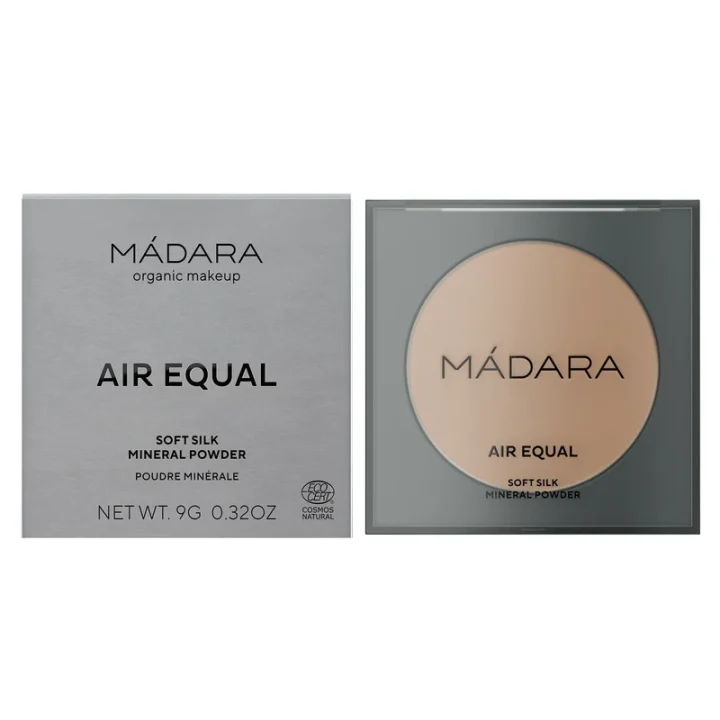 MÁDARA
organic makeup
AIR EQUAL
SOFT SILK
MINERAL POWDER
POUDRE MINÉRALE
NET WT. 9G 0.32OZ
ECO
CERT
COSMOS
NATURAL
MÁDARA
AIR EQUAL
SOFT SILK
MINERAL POWDER